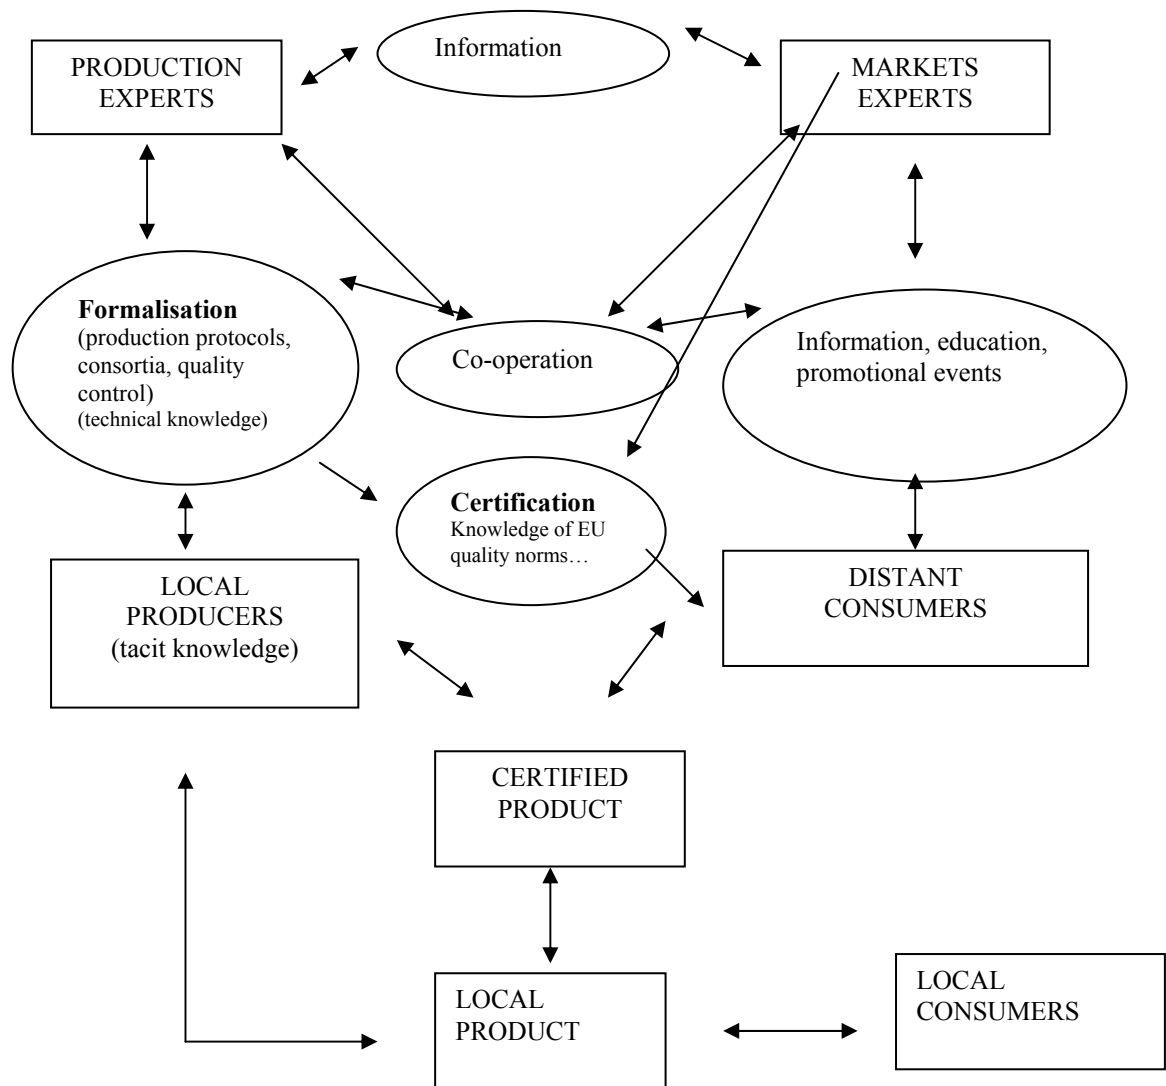 Information
PRODUCTION
EXPERTS
MARKETS
EXPERTS
Formalisation
(production protocols,
consortia, quality
control)
(technical knowledge)
Co-operation
Information, education,
promotional events
Certification
Knowledge of EU
quality norms…
LOCAL
PRODUCERS
(tacit knowledge)
DISTANT
CONSUMERS
CERTIFIED
PRODUCT
LOCAL
PRODUCT
LOCAL
CONSUMERS